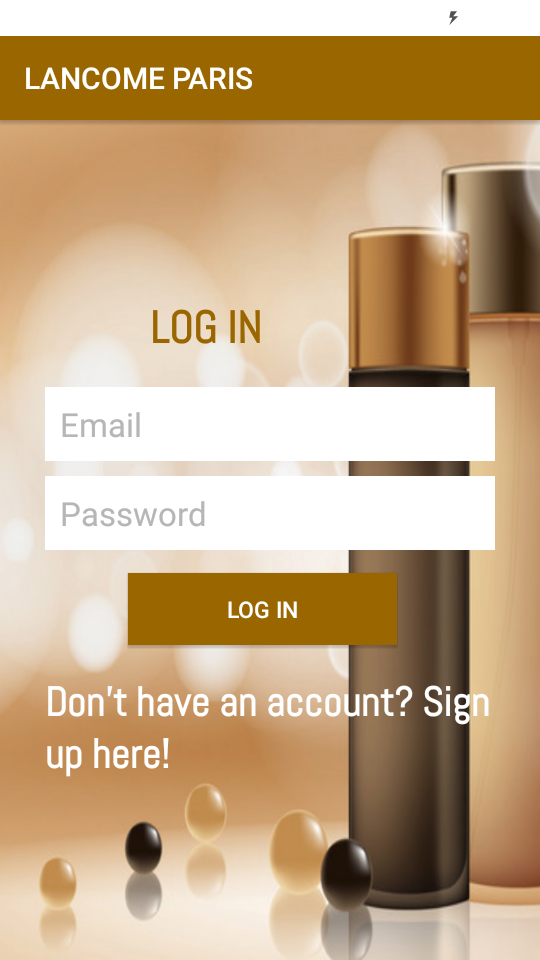 LANCOME PARIS
LOG IN
Email
Password
LOG IN
Don't have an account? Sign
up here!